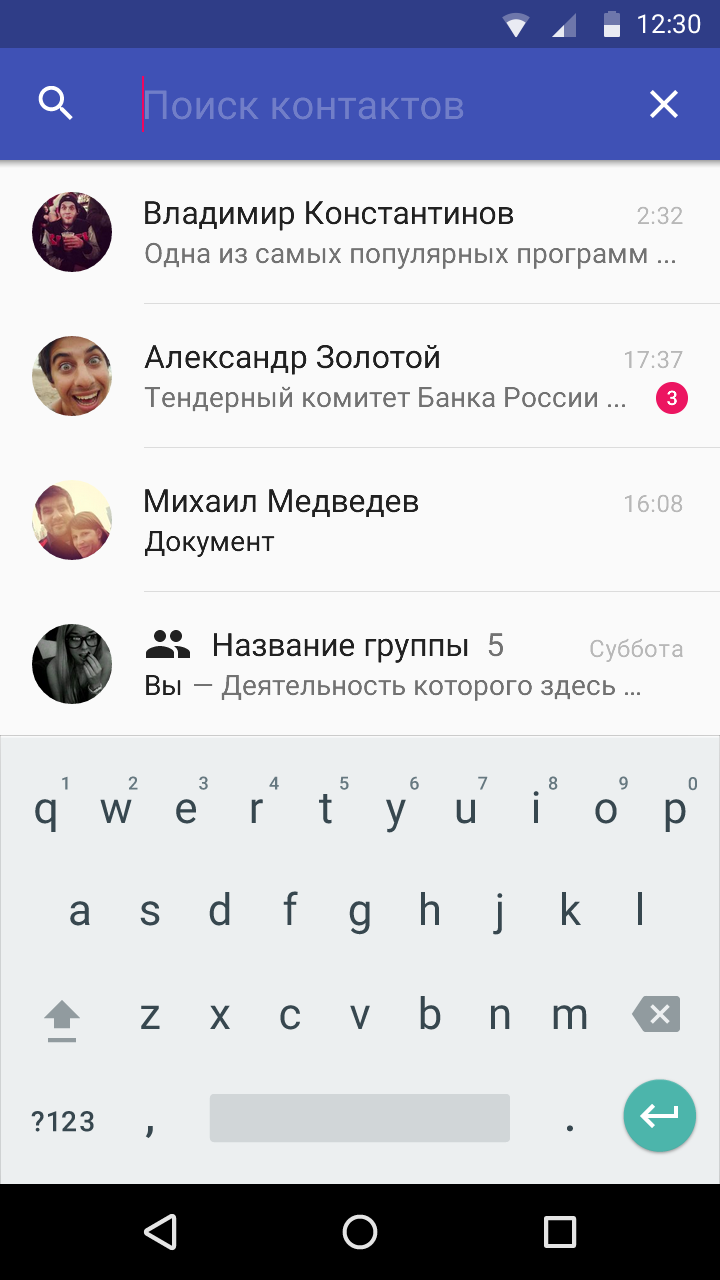 12:30
Поиск контактов
Владимир Константинов 2:32
Одна из самых популярных программ ...
Александр Золотой 17:37
Тендерный комитет Банка России ... 3
Михаил Медведев 16:08
Документ
Название группы 5 Суббота
Вы — Деятельность которого здесь ...
1 2 3 4 5 6 7 8 9 0
q w e r t y u i o p
a s d f g h j k l
z x c v b n m
?123 , .